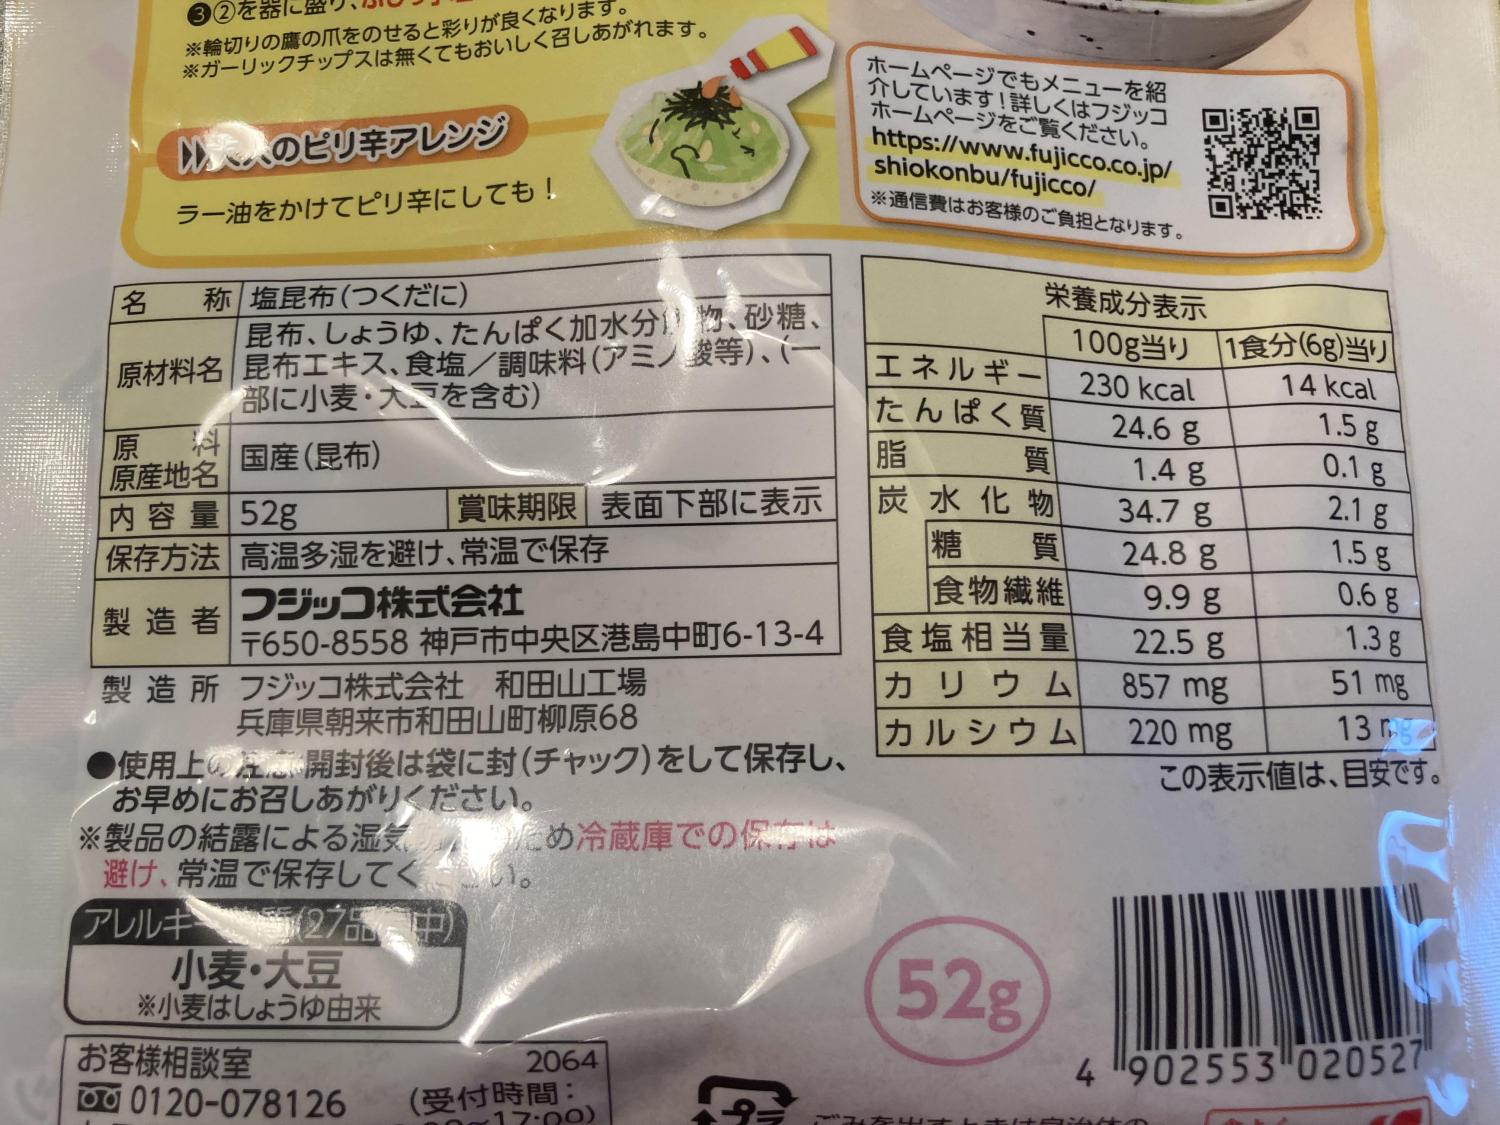 ❸②を器に盛り、
※輪切りの鷹の爪をのせると彩りが良くなります。
※ガーリックチップスは無くてもおいしく召しあがれます。
のピリ辛アレンジ
ラー油をかけてピリ辛にしても!
ホームページでもメニューを紹
介しています!詳しくはフジッコ
ホームページをご覧ください。
https://www.fujicco.co.jp/
shiokonbu/fujicco/
※通信費はお客様のご負担となります。
名称 塩昆布(つくだに)
原材料名 昆布、しょうゆ、たんぱく加水分 物、砂糖、
昆布エキス、食塩/調味料(アミノ酸等)、(一
部に小麦・大豆を含む)
原料原産地名 国産(昆布)
内容量 52g 賞味期限 表面下部に表示
保存方法 高温多湿を避け、常温で保存
製造者 フジッコ株式会社
〒650-8558 神戸市中央区港島中町6-13-4
製造所 フジッコ株式会社 和田山工場
兵庫県朝来市和田山町柳原68
●使用上の注意 開封後は袋に封(チャック)をして保存し、
お早めにお召しあがりください。
※製品の結露による湿気 ため冷蔵庫での保存は
避け、常温で保存してく い。
アレルギー 質(27品 中)
小麦・大豆
※小麦はしょうゆ由来
お客様相談室 2064
0120-078126 (受付時間:
17:00)
栄養成分表示
100g当り 1食分(6g)当り
エネルギー 230 kcal 14 kcal
たんぱく質 24.6 g 1.5 g
脂質 1.4 g 0.1 g
炭水化物 34.7 g 2.1 g
糖質 24.8 g 1.5 g
食物繊維 9.9 g 0.6 g
食塩相当量 22.5 g 1.3 g
カリウム 857 mg 51 mg
カルシウム 220 mg 13 mg
この表示値は、目安です。
52g
4 902553 020527
プラ